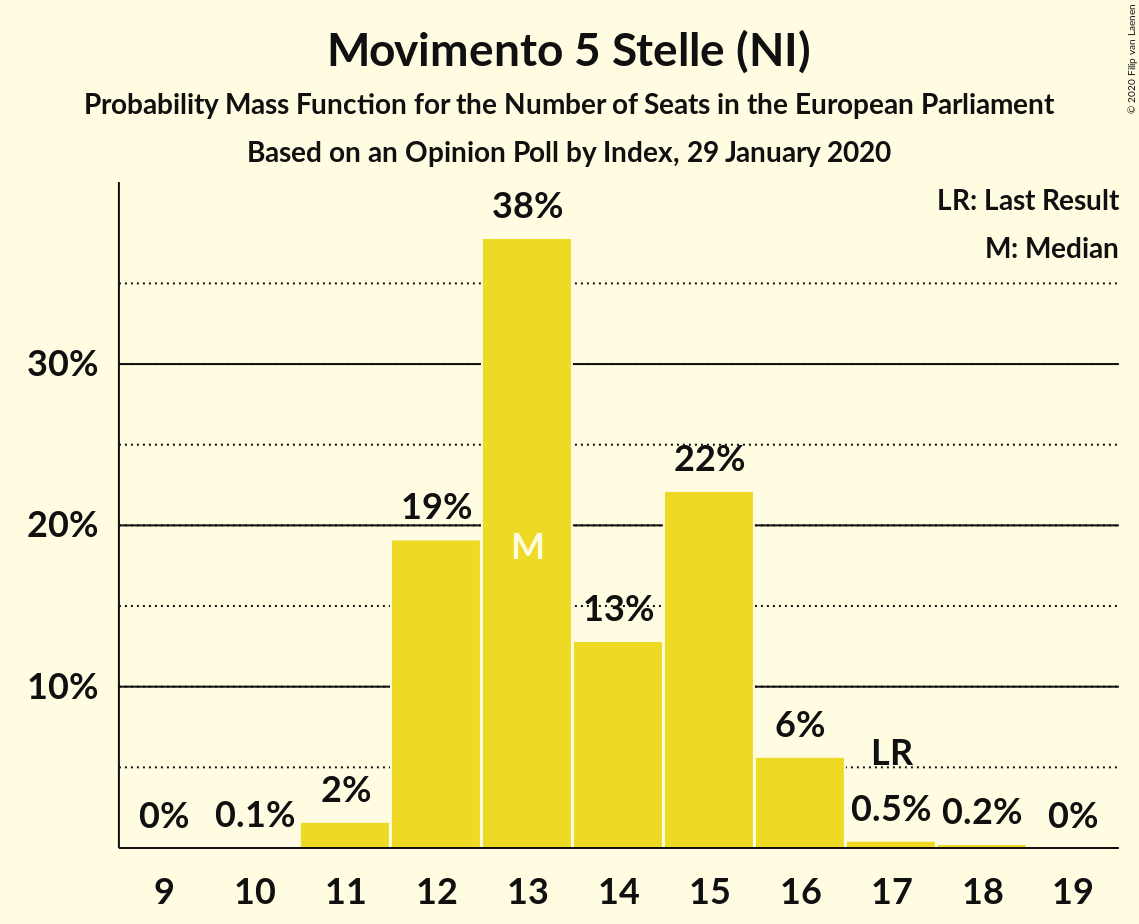 Movimento 5 Stelle (NI)
Probability Mass Function for the Number of Seats in the European Parliament
Based on an Opinion Poll by Index, 29 January 2020
© 2020 Filip van Laenen
LR: Last Result
M: Median
38%
30%
22%
19%
20%
M
13%
10%
6%
LR
2%
0%
0.1%
0.5%
0.2%
0%
9 10 11 12 13 14 15 16 17 18 19